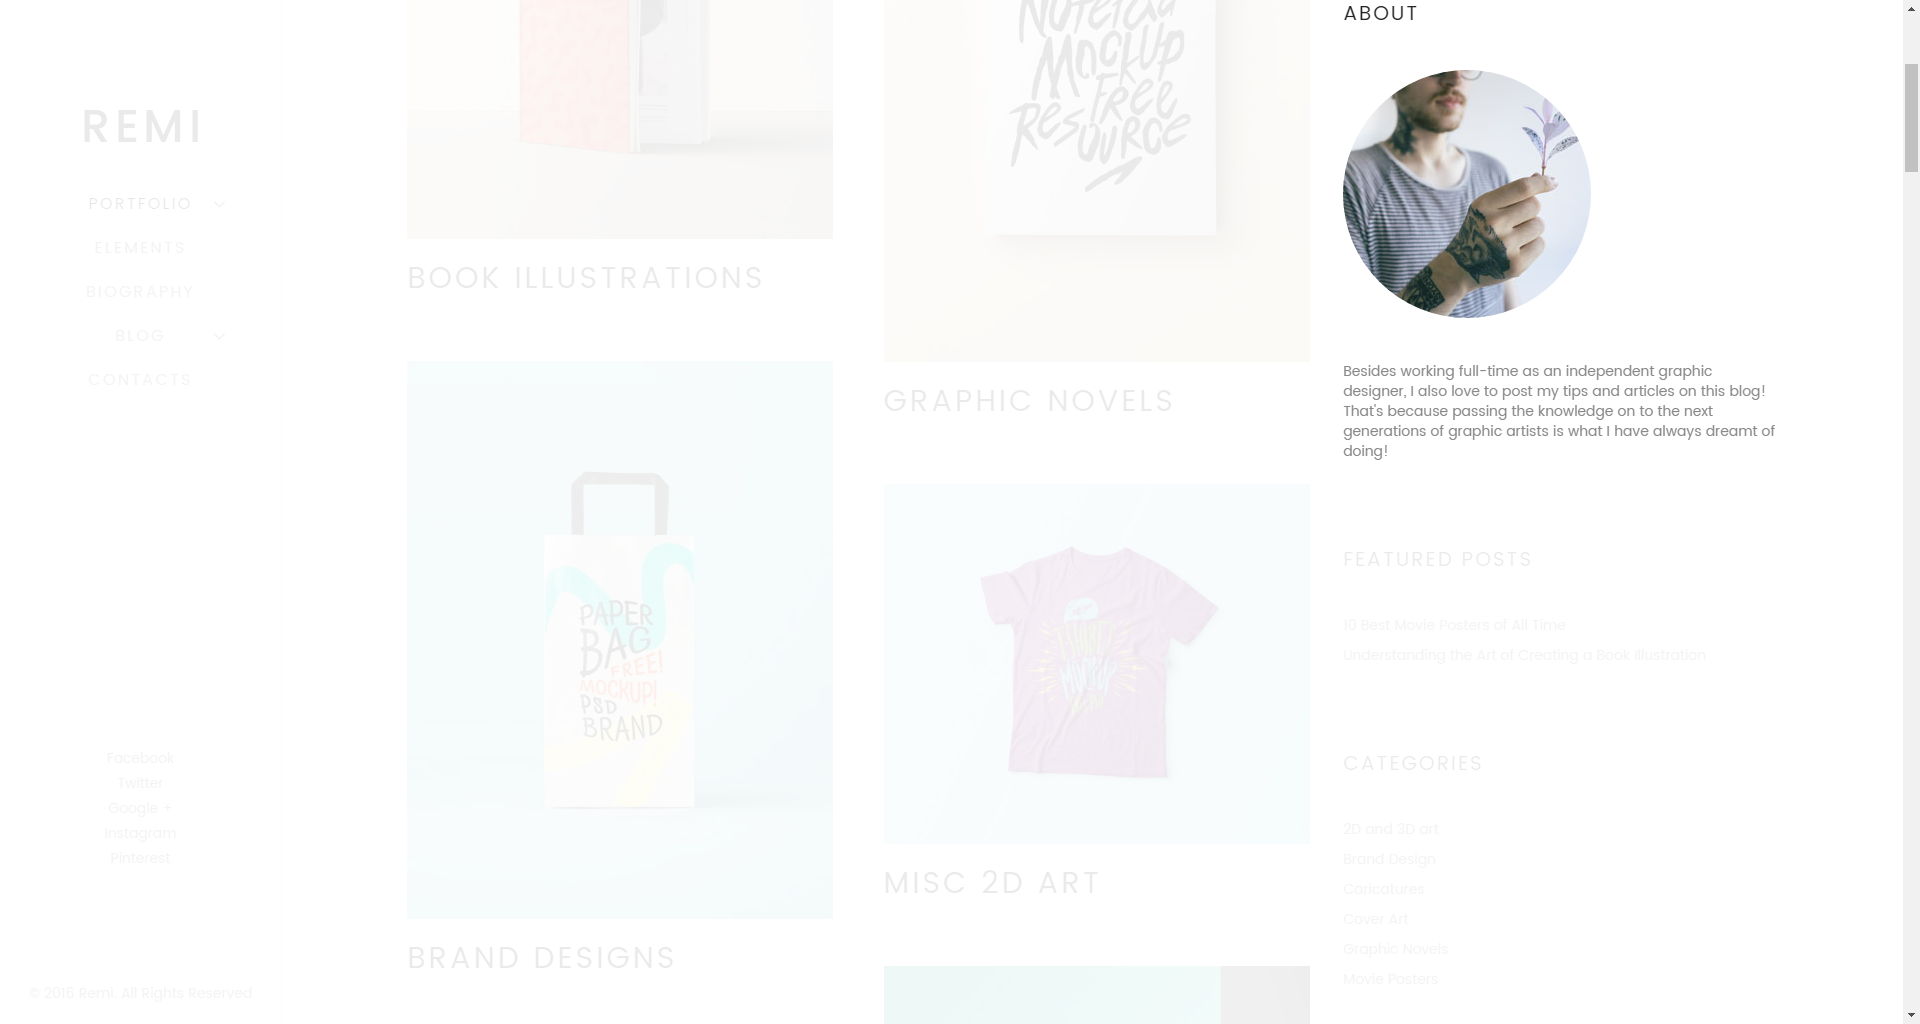 REMI
PORTFOLIO
ELEMENTS
BIOGRAPHY
BLOG
CONTACTS
Facebook
Twitter
Google +
Instagram
Pinterest
© 2016 Remi. All Rights Reserved
BOOK ILLUSTRATIONS
PAPER
BAG
FREE!
MOCKUP!
PSD
BRAND
BRAND DESIGNS
NOTEPAD
MOCKUP
FREE
RESOURCE
GRAPHIC NOVELS
MISC 2D ART
ABOUT
Besides working full-time as an independent graphic
designer, I also love to post my tips and articles on this blog!
That's because passing the knowledge on to the next
generations of graphic artists is what I have always dreamt of
doing!
FEATURED POSTS
10 Best Movie Posters of All Time
Understanding the Art of Creating a Book Illustration
CATEGORIES
2D and 3D art
Brand Design
Caricatures
Cover Art
Graphic Novels
Movie Posters